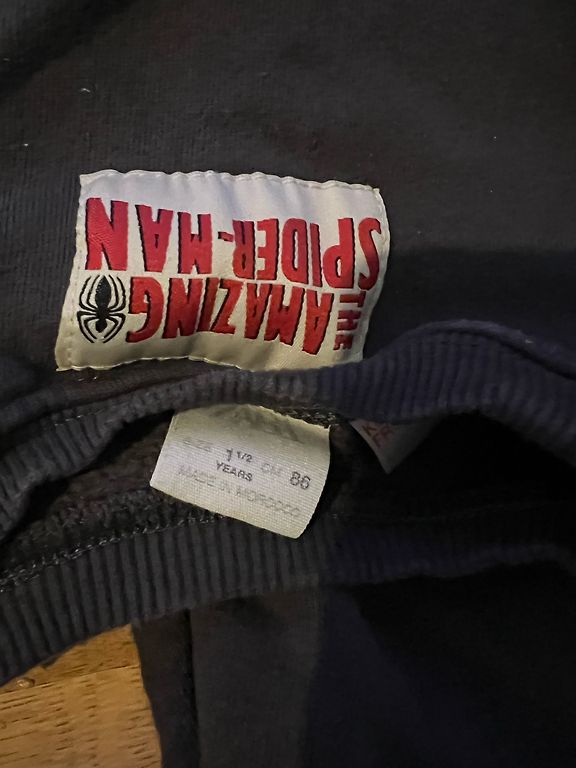 THE
AMAZING
SPIDER-MAN
SIZE 1 1/2 CM 86
YEARS
MADE IN MOROCCO